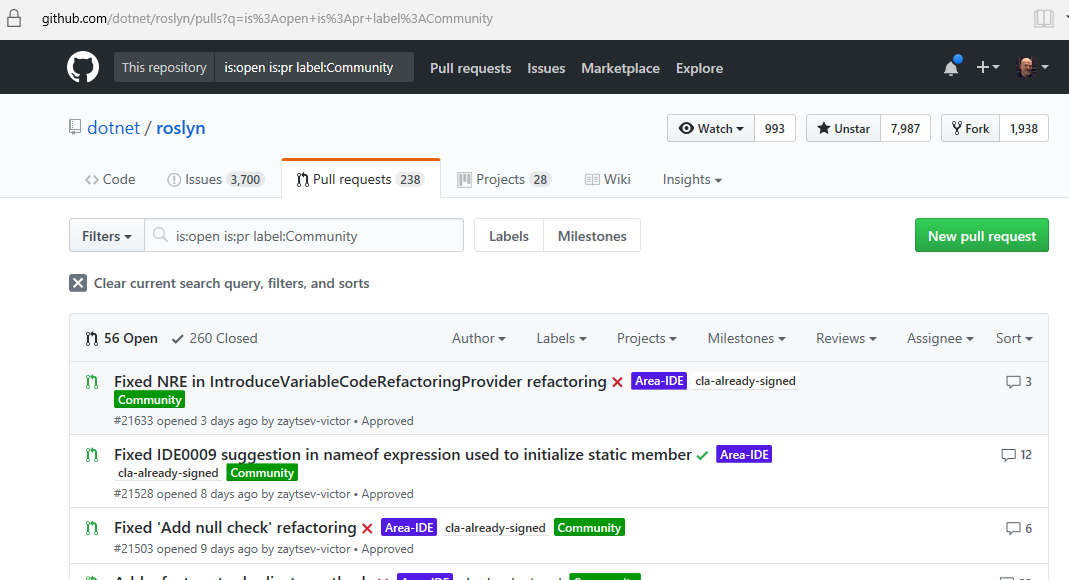 github.com/dotnet/roslyn/pulls?q=is%3Aopen+is%3Apr+label%3ACommunity
This repository is:open is:pr label:Community Pull requests Issues Marketplace Explore
dotnet / roslyn Watch 993 Unstar 7,987 Fork 1,938
Code Issues 3,700 Pull requests 238 Projects 28 Wiki Insights
Filters is:open is:pr label:Community Labels Milestones New pull request
Clear current search query, filters, and sorts
56 Open 260 Closed Author Labels Projects Milestones Reviews Assignee Sort
Fixed NRE in IntroduceVariableCodeRefactoringProvider refactoring Area-IDE cla-already-signed 3
Community
#21633 opened 3 days ago by zaytsev-victor • Approved
Fixed IDE0009 suggestion in nameof expression used to initialize static member Area-IDE 12
cla-already-signed Community
#21528 opened 8 days ago by zaytsev-victor • Approved
Fixed 'Add null check' refactoring Area-IDE cla-already-signed Community 6
#21503 opened 9 days ago by zaytsev-victor • Approved